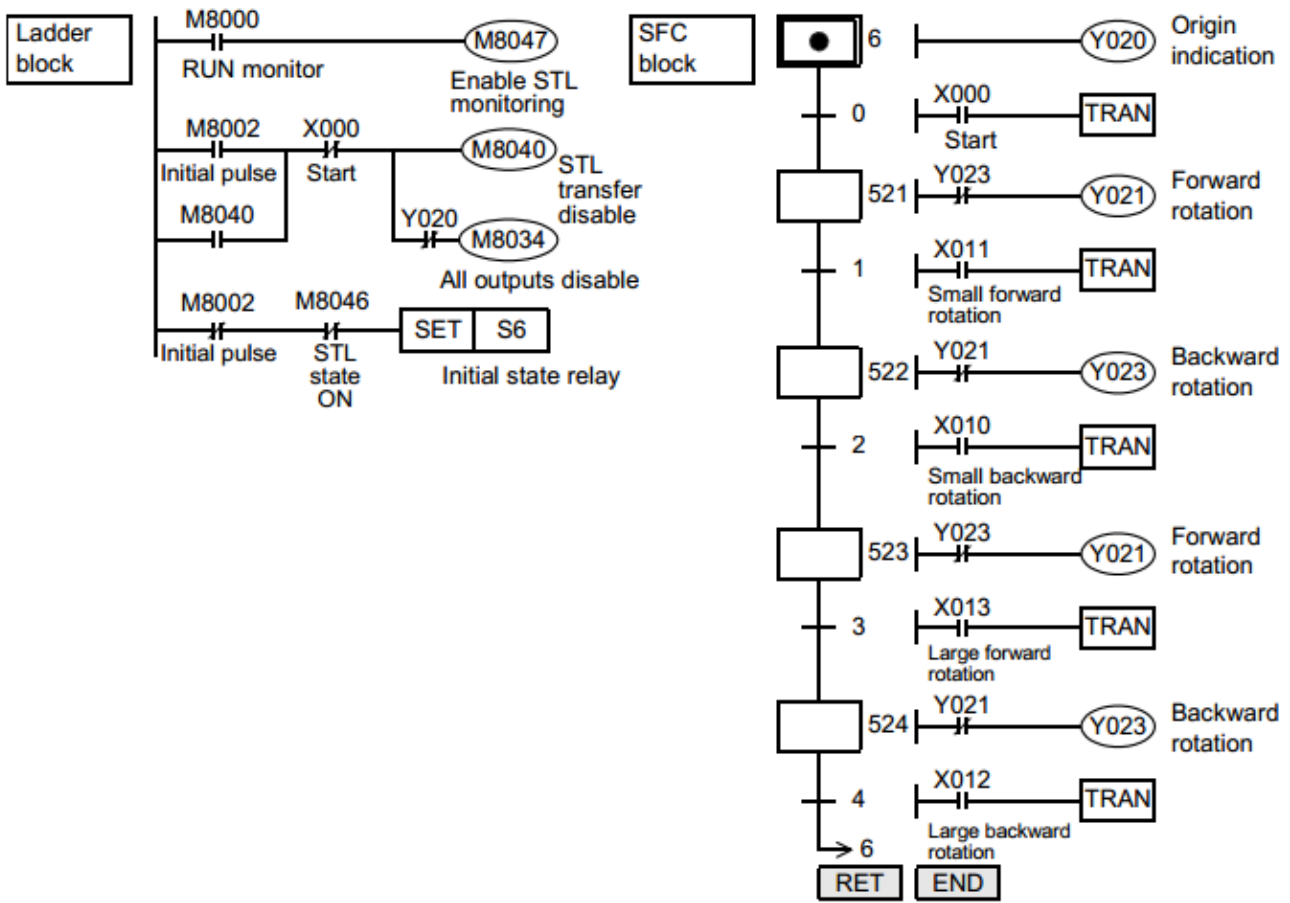 Ladder
block
M8000
M8047
RUN monitor
Enable STL
monitoring
M8002
X000
M8040
Initial pulse
Start
STL
transfer
disable
M8040
Y020
M8034
All outputs disable
M8002
M8046
SET
S6
Initial pulse
STL
state
ON
Initial state relay
SFC
block
6
Y020
Origin
indication
0
X000
TRAN
Start
521
Y023
Y021
Forward
rotation
1
X011
TRAN
Small forward
rotation
522
Y021
Y023
Backward
rotation
2
X010
TRAN
Small backward
rotation
523
Y023
Y021
Forward
rotation
3
X013
TRAN
Large forward
rotation
524
Y021
Y023
Backward
rotation
4
X012
TRAN
Large backward
rotation
6
RET
END